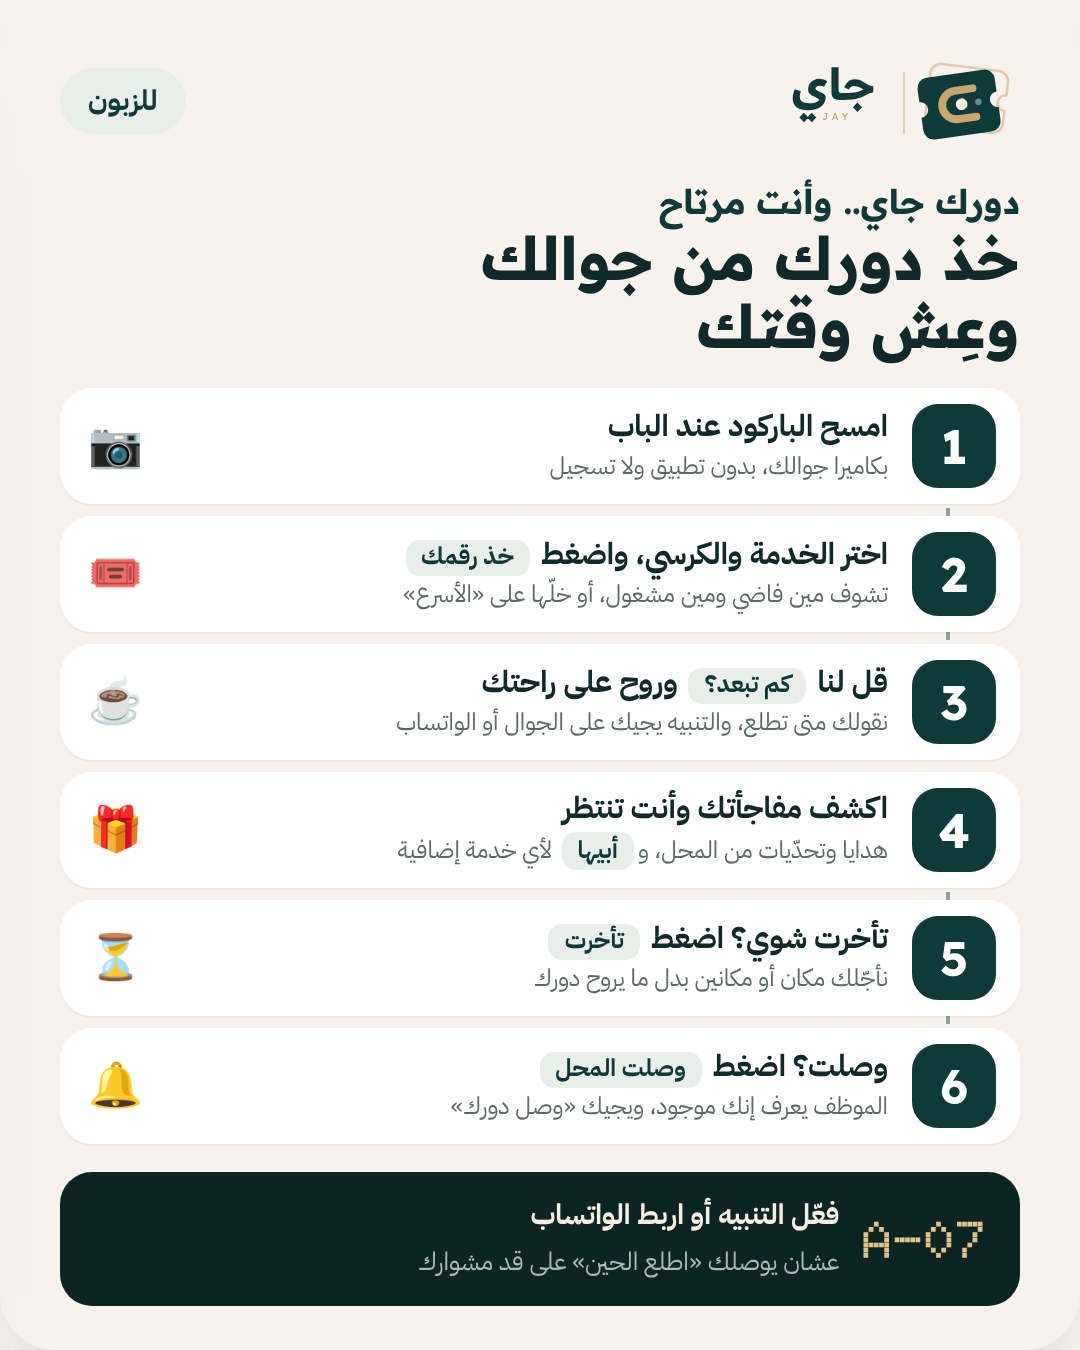 جاي
JAY
للزبون
دورك جاي.. وأنت مرتاح
خذ دورك من جوالك
وعِش وقتك
1
امسح الباركود عند الباب
بكاميرا جوالك، بدون تطبيق ولا تسجيل
2
اختر الخدمة والكرسي، واضغط خذ رقمك
تشوف مين فاضي ومين مشغول، أو خلّها على «الأسرع»
3
قل لنا كم تبعد؟ وروح على راحتك
نقولك متى تطلع، والتنبيه يجيك على الجوال أو الواتساب
4
اكشف مفاجأتك وأنت تنتظر
هدايا وتحدّيات من المحل، و أبيها لأي خدمة إضافية
5
تأخرت شوي؟ اضغط تأخرت
نأجّلك مكان أو مكانين بدل ما يروح دورك
6
وصلت؟ اضغط وصلت المحل
الموظف يعرف إنك موجود، ويجيك «وصل دورك»
A-07
فعّل التنبيه أو اربط الواتساب
عشان يوصلك «اطلع الحين» على قد مشوارك